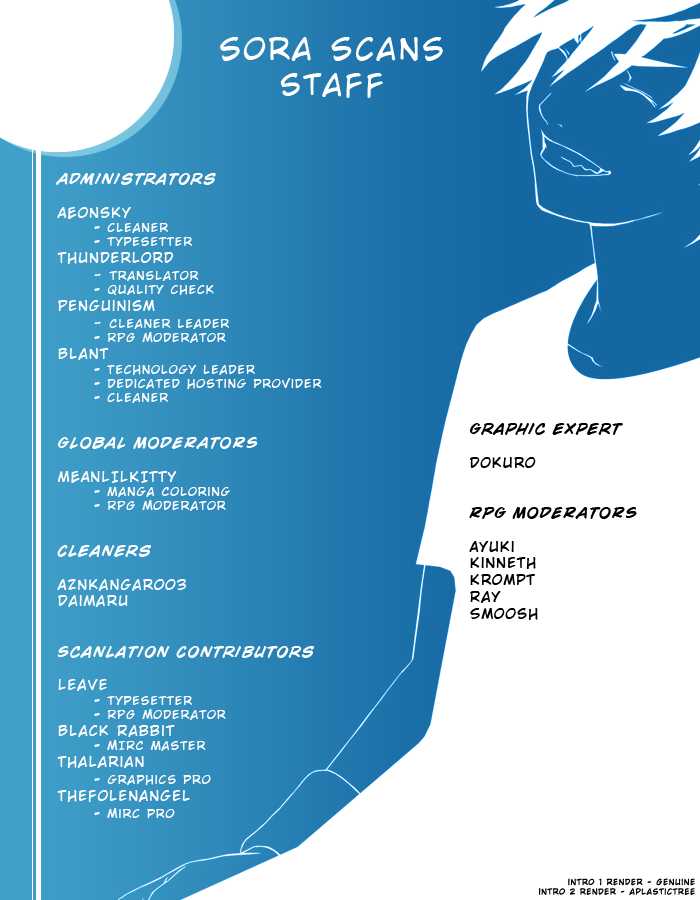 SORA SCANS
STAFF
ADMINISTRATORS
AEONSKY
- CLEANER
- TYPESETTER
THUNDERLORD
- TRANSLATOR
- QUALITY CHECK
PENGUINISM
- CLEANER LEADER
- RPG MODERATOR
BLANT
- TECHNOLOGY LEADER
- DEDICATED HOSTING PROVIDER
- CLEANER
GLOBAL MODERATORS
MEANLILKITTY
- MANGA COLORING
- RPG MODERATOR
CLEANERS
AZNKANGAROO3
DAIMARU
SCANLATION CONTRIBUTORS
LEAVE
- TYPESETTER
- RPG MODERATOR
BLACK RABBIT
- MIRC MASTER
THALARIAN
- GRAPHICS PRO
THEFOLENANGEL
- MIRC PRO
GRAPHIC EXPERT
DOKURO
RPG MODERATORS
AYUKI
KINNETH
KROMPT
RAY
SMOOSH
INTRO 1 RENDER - GENUINE
INTRO 2 RENDER - APLASTICTREE